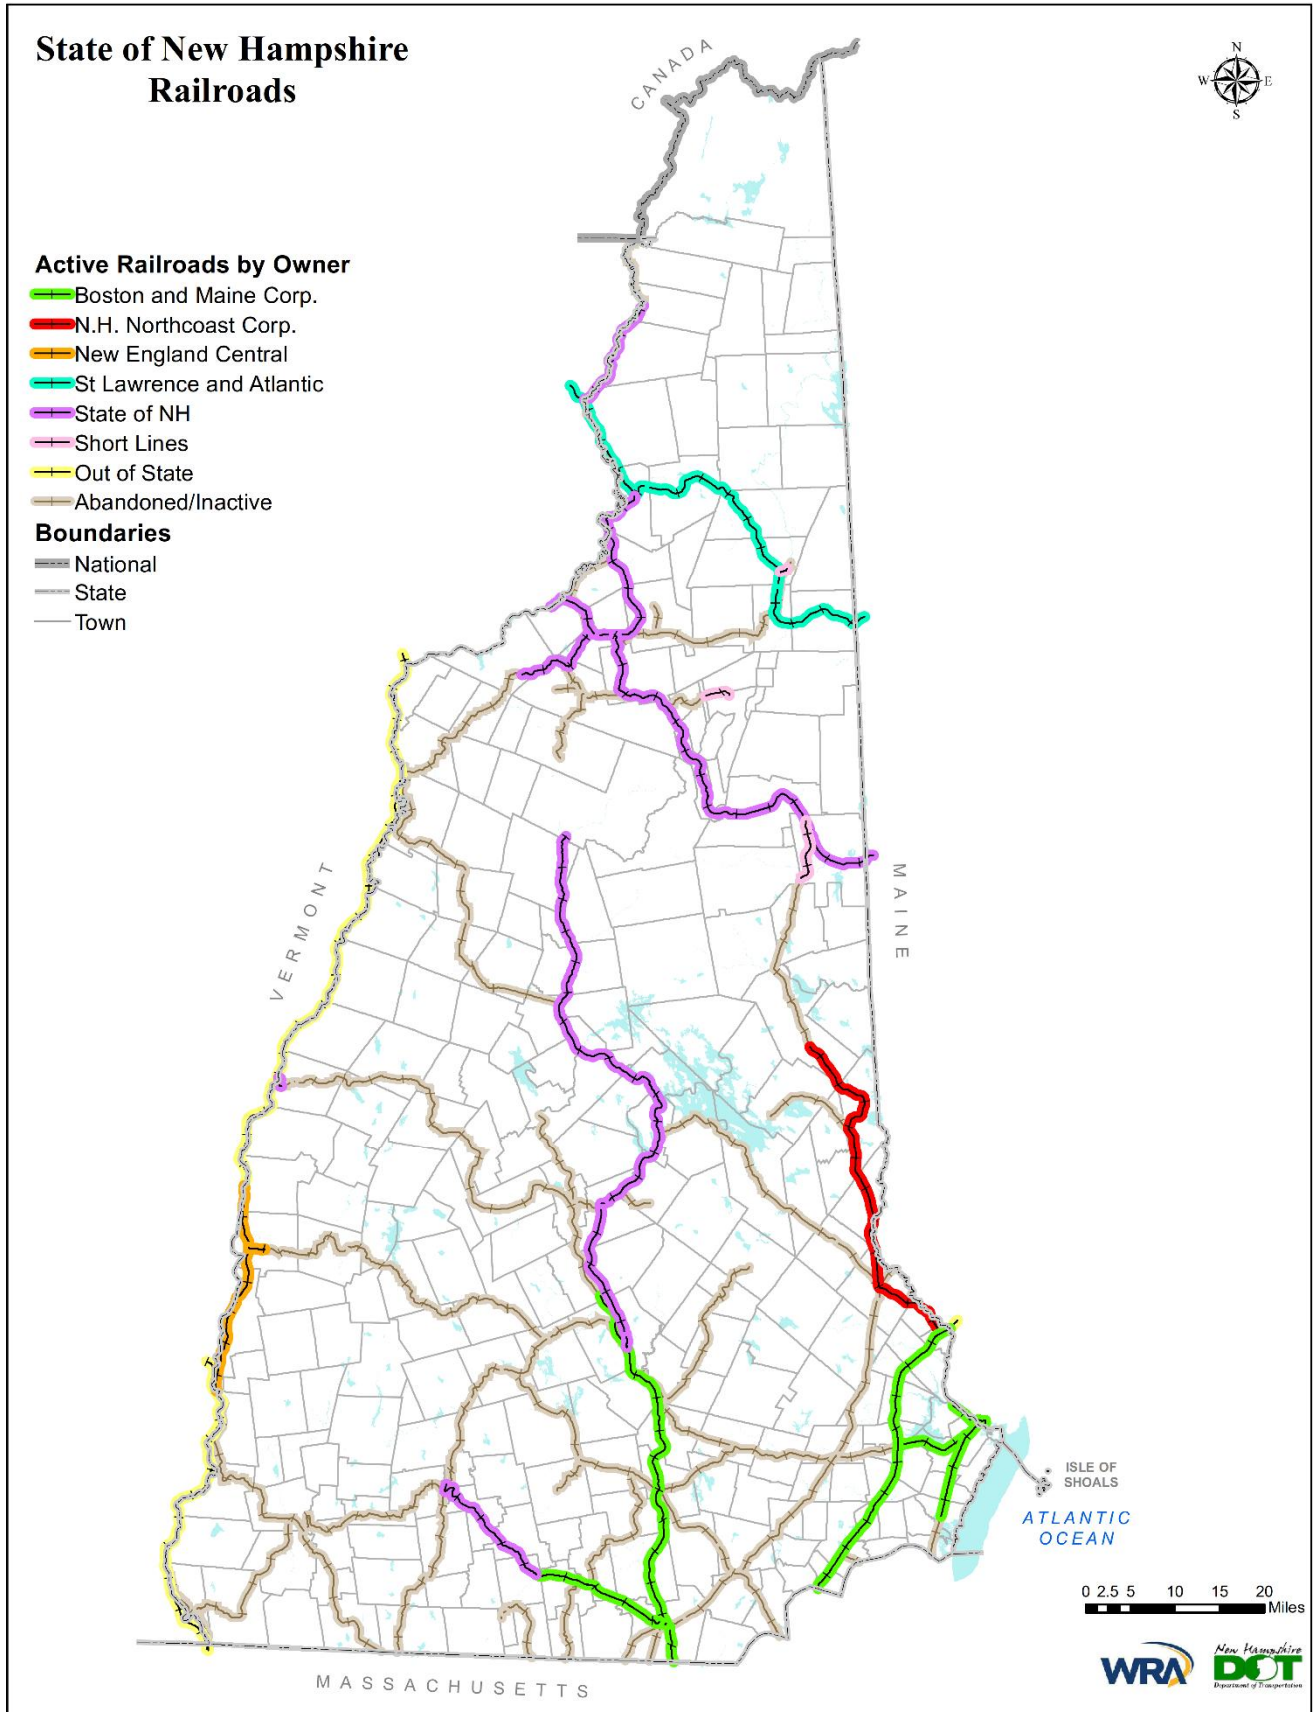 State of New Hampshire
Railroads
N
W
E
S
CANADA
Active Railroads by Owner
Boston and Maine Corp.
N.H. Northcoast Corp.
New England Central
St Lawrence and Atlantic
State of NH
Short Lines
Out of State
Abandoned/Inactive
Boundaries
National
State
Town
VERMONT
MAINE
ISLE OF
SHOALS
ATLANTIC
OCEAN
0 2.5 5 10 15 20
Miles
MASSACHUSETTS
WRA
New Hampshire
DOT
Department of Transportation